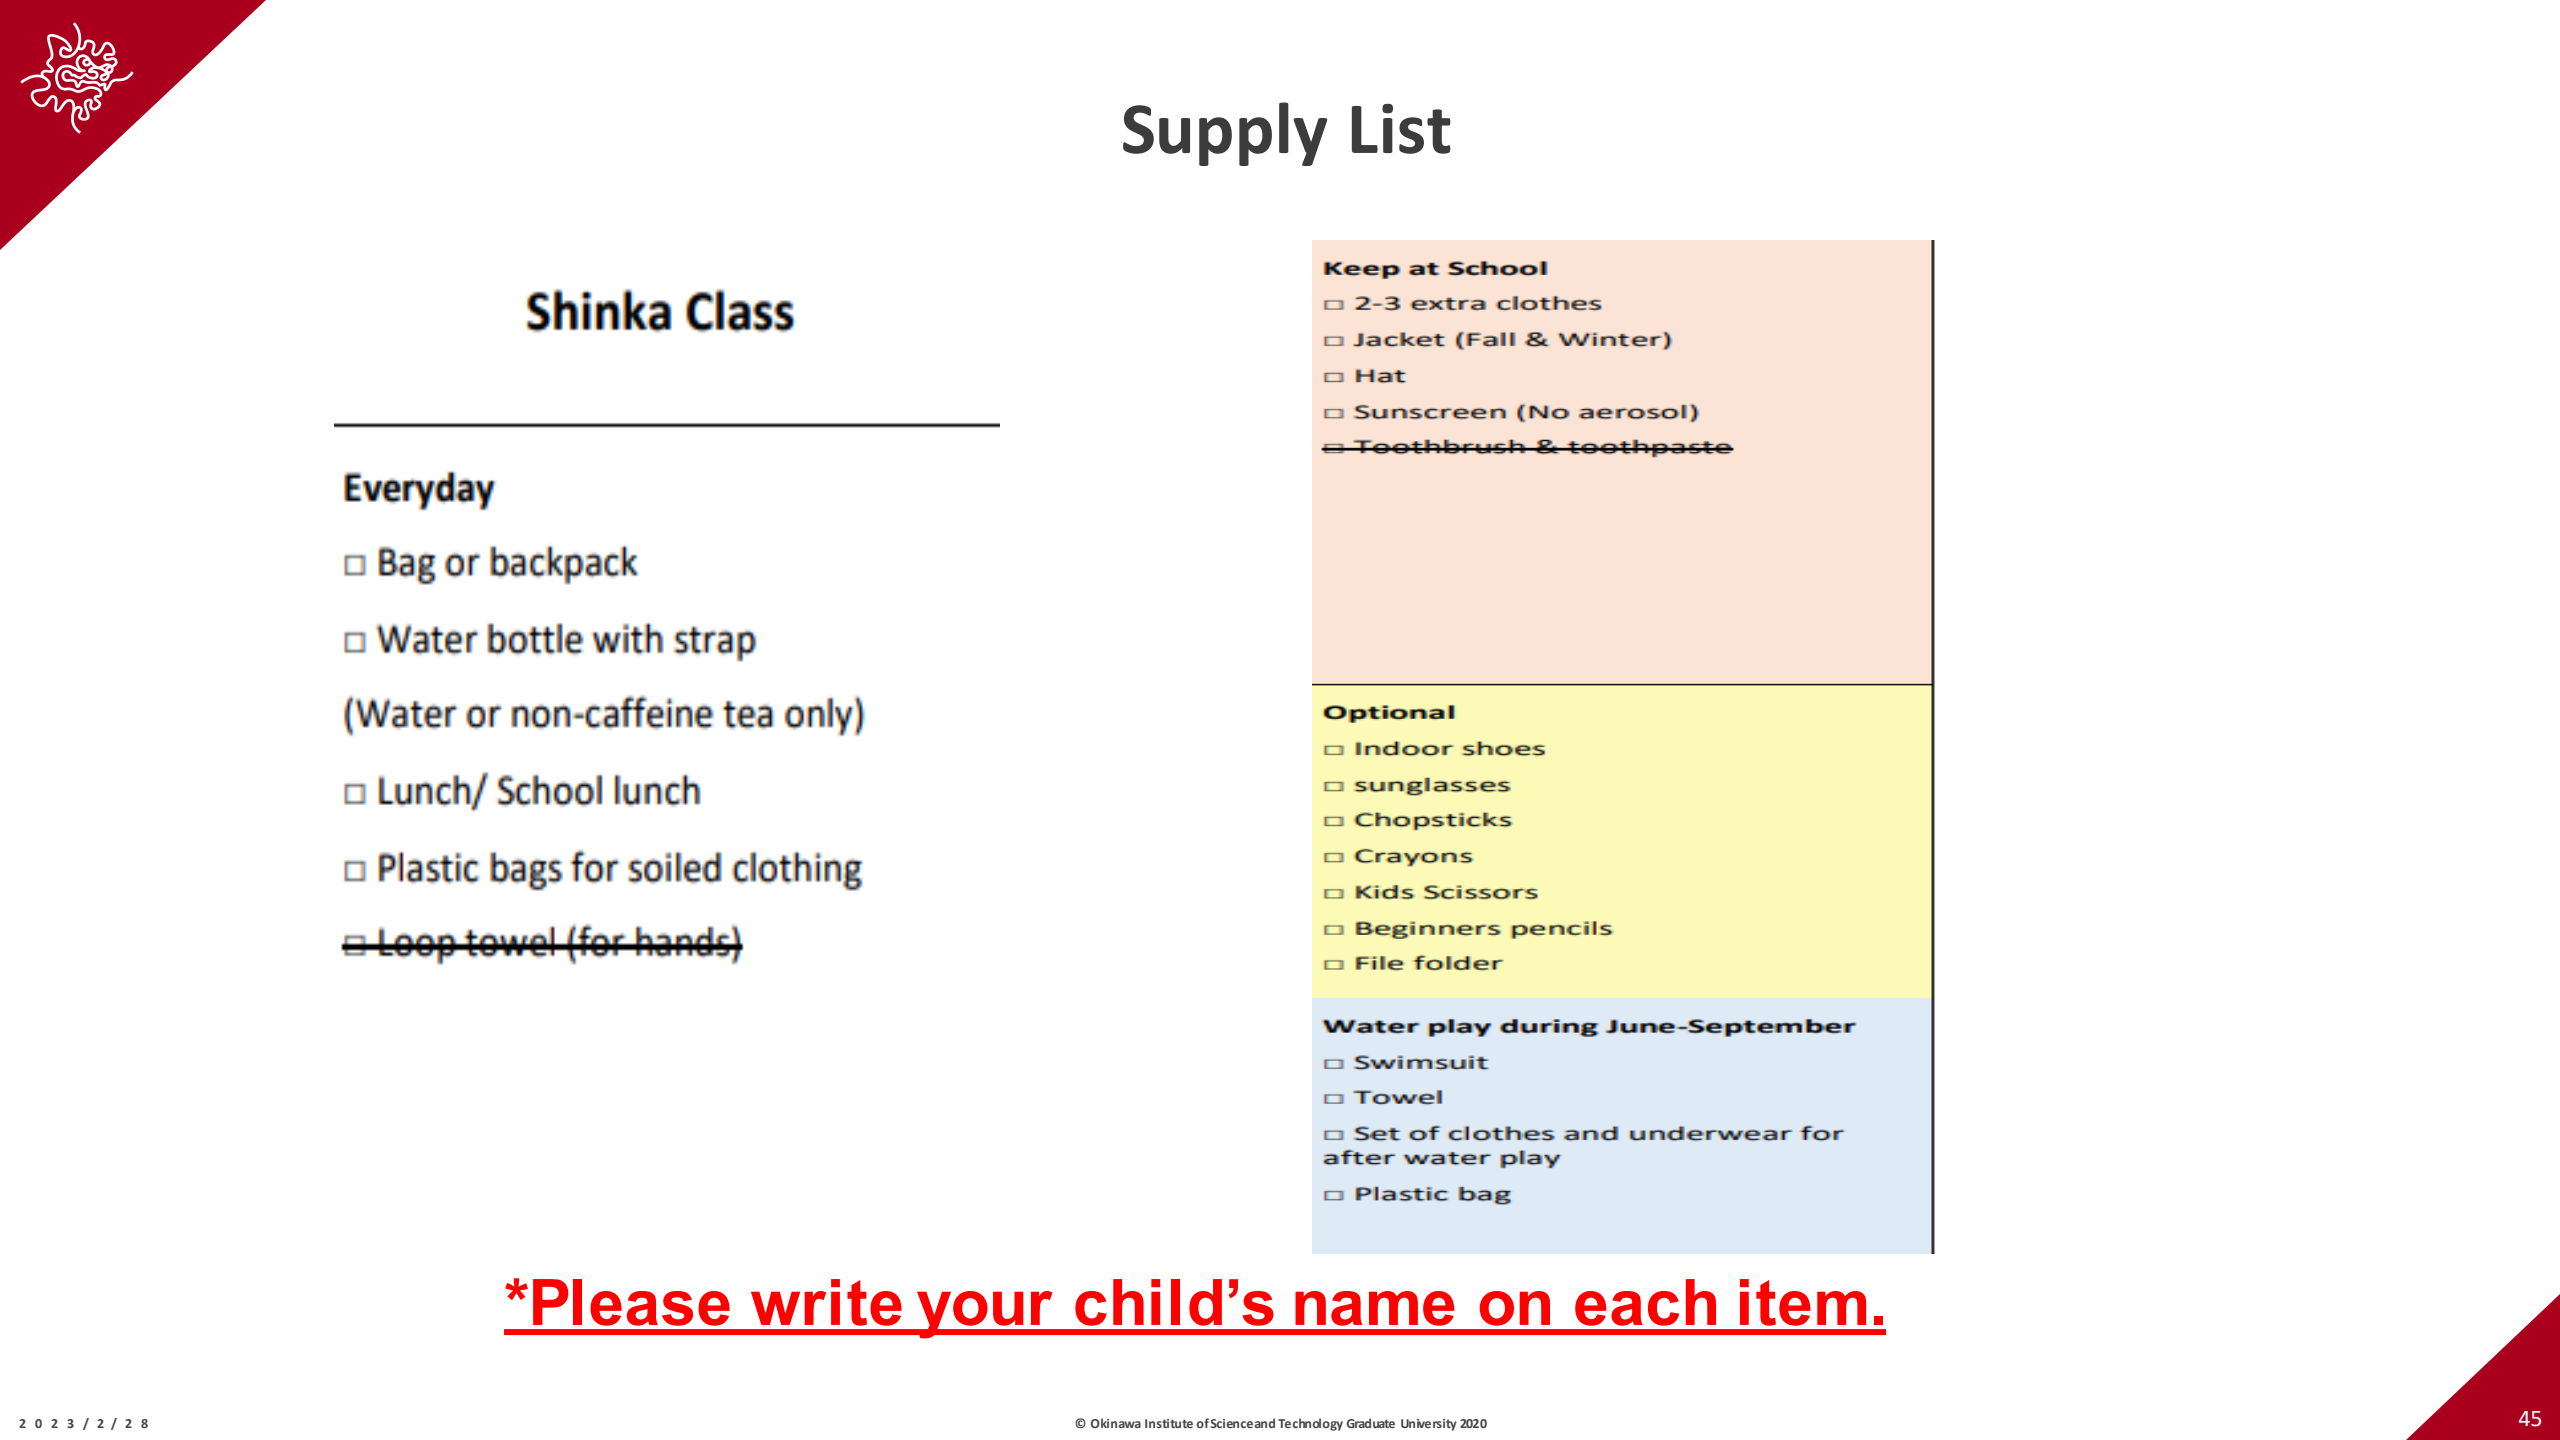 Supply List
Shinka Class
Everyday
□ Bag or backpack
□ Water bottle with strap
(Water or non-caffeine tea only)
□ Lunch/ School lunch
□ Plastic bags for soiled clothing
□ Loop towel (for hands)
Keep at School
□ 2-3 extra clothes
□ Jacket (Fall & Winter)
□ Hat
□ Sunscreen (No aerosol)
□ Toothbrush & toothpaste
Optional
□ Indoor shoes
□ sunglasses
□ Chopsticks
□ Crayons
□ Kids Scissors
□ Beginners pencils
□ File folder
Water play during June-September
□ Swimsuit
□ Towel
□ Set of clothes and underwear for
after water play
□ Plastic bag
*Please write your child’s name on each item.
2023/2/28
© Okinawa Institute of Science and Technology Graduate University 2020
45